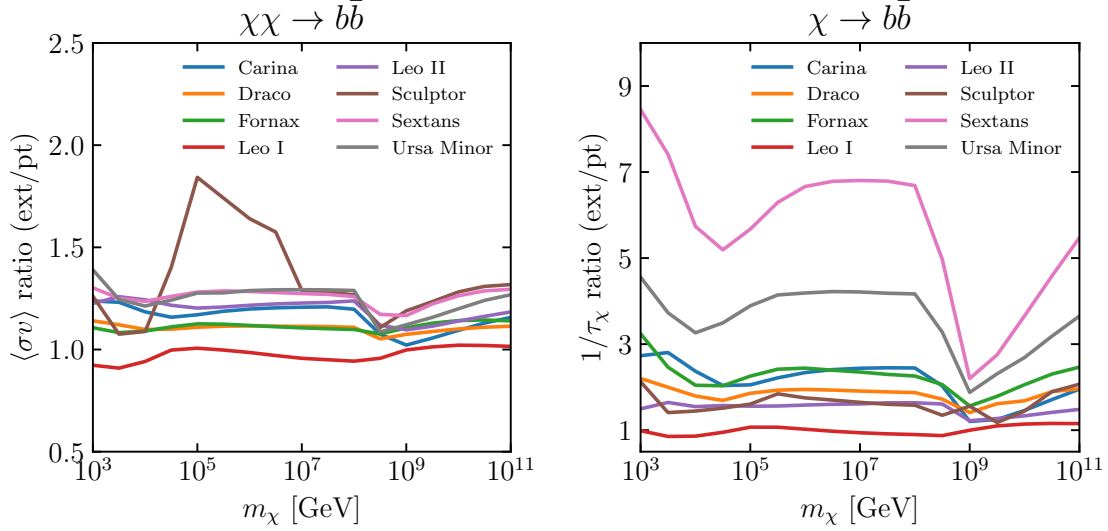 χχ → bb̄
⟨σv⟩ ratio (ext/pt)
2.5
2.0
1.5
1.0
0.5
Carina
Draco
Fornax
Leo I
Leo II
Sculptor
Sextans
Ursa Minor
10³ 10⁵ 10⁷ 10⁹ 10¹¹
mχ [GeV]
χ → bb̄
1/τχ ratio (ext/pt)
9
7
5
3
1
Carina
Draco
Fornax
Leo I
Leo II
Sculptor
Sextans
Ursa Minor
10³ 10⁵ 10⁷ 10⁹ 10¹¹
mχ [GeV]